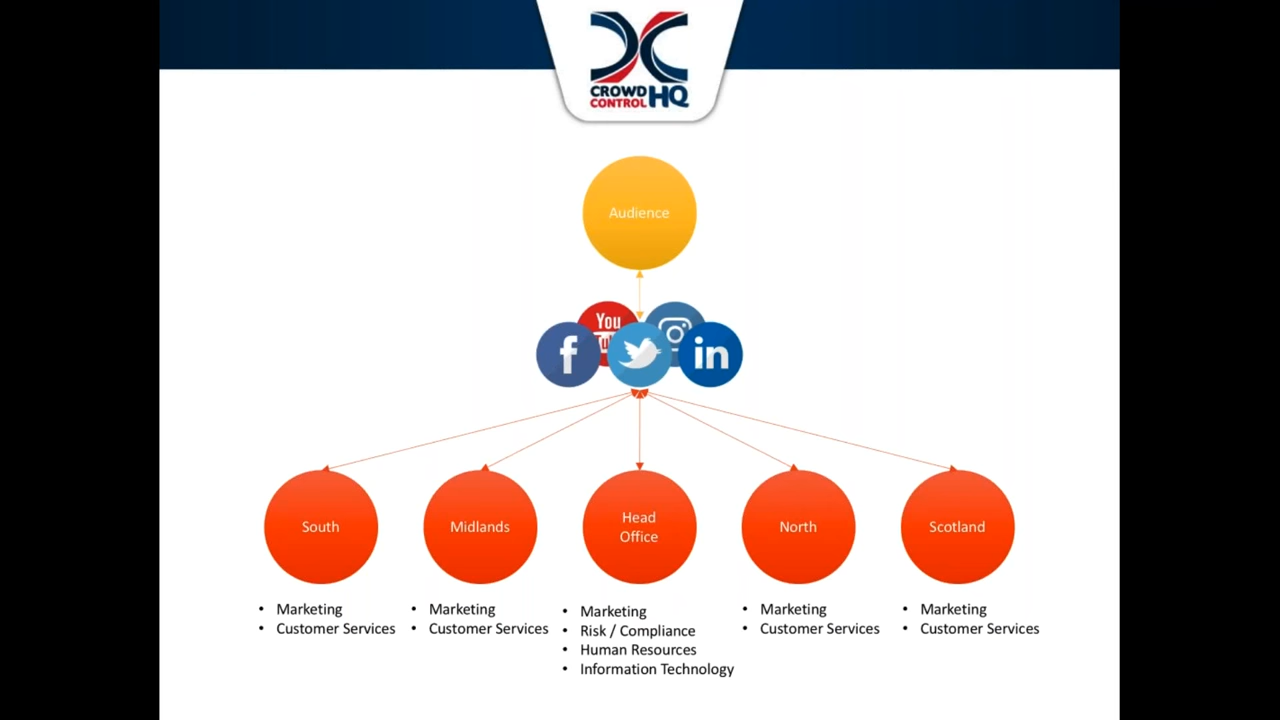 CROWD
CONTROL HQ
Audience
You
Tu
f
in
South
Midlands
Head
Office
North
Scotland
• Marketing
• Customer Services
• Marketing
• Customer Services
• Marketing
• Risk / Compliance
• Human Resources
• Information Technology
• Marketing
• Customer Services
• Marketing
• Customer Services